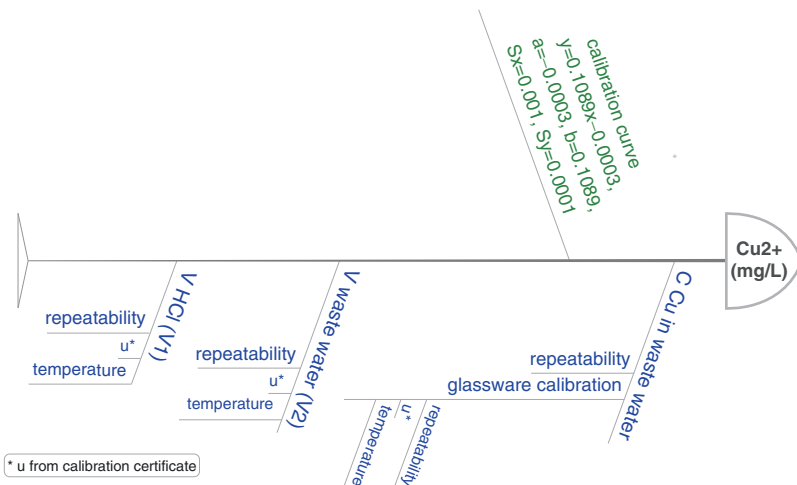 calibration curve
y=0.1089x−0.0003,
a=−0.0003, b=0.1089,
Sx=0.001, Sy=0.0001
Cu2+
(mg/L)
V HCl (V1)
repeatability
u*
temperature
V waste water (V2)
repeatability
u*
temperature
C Cu in waste water
repeatability
glassware calibration
repeatability
u*
temperature
* u from calibration certificate